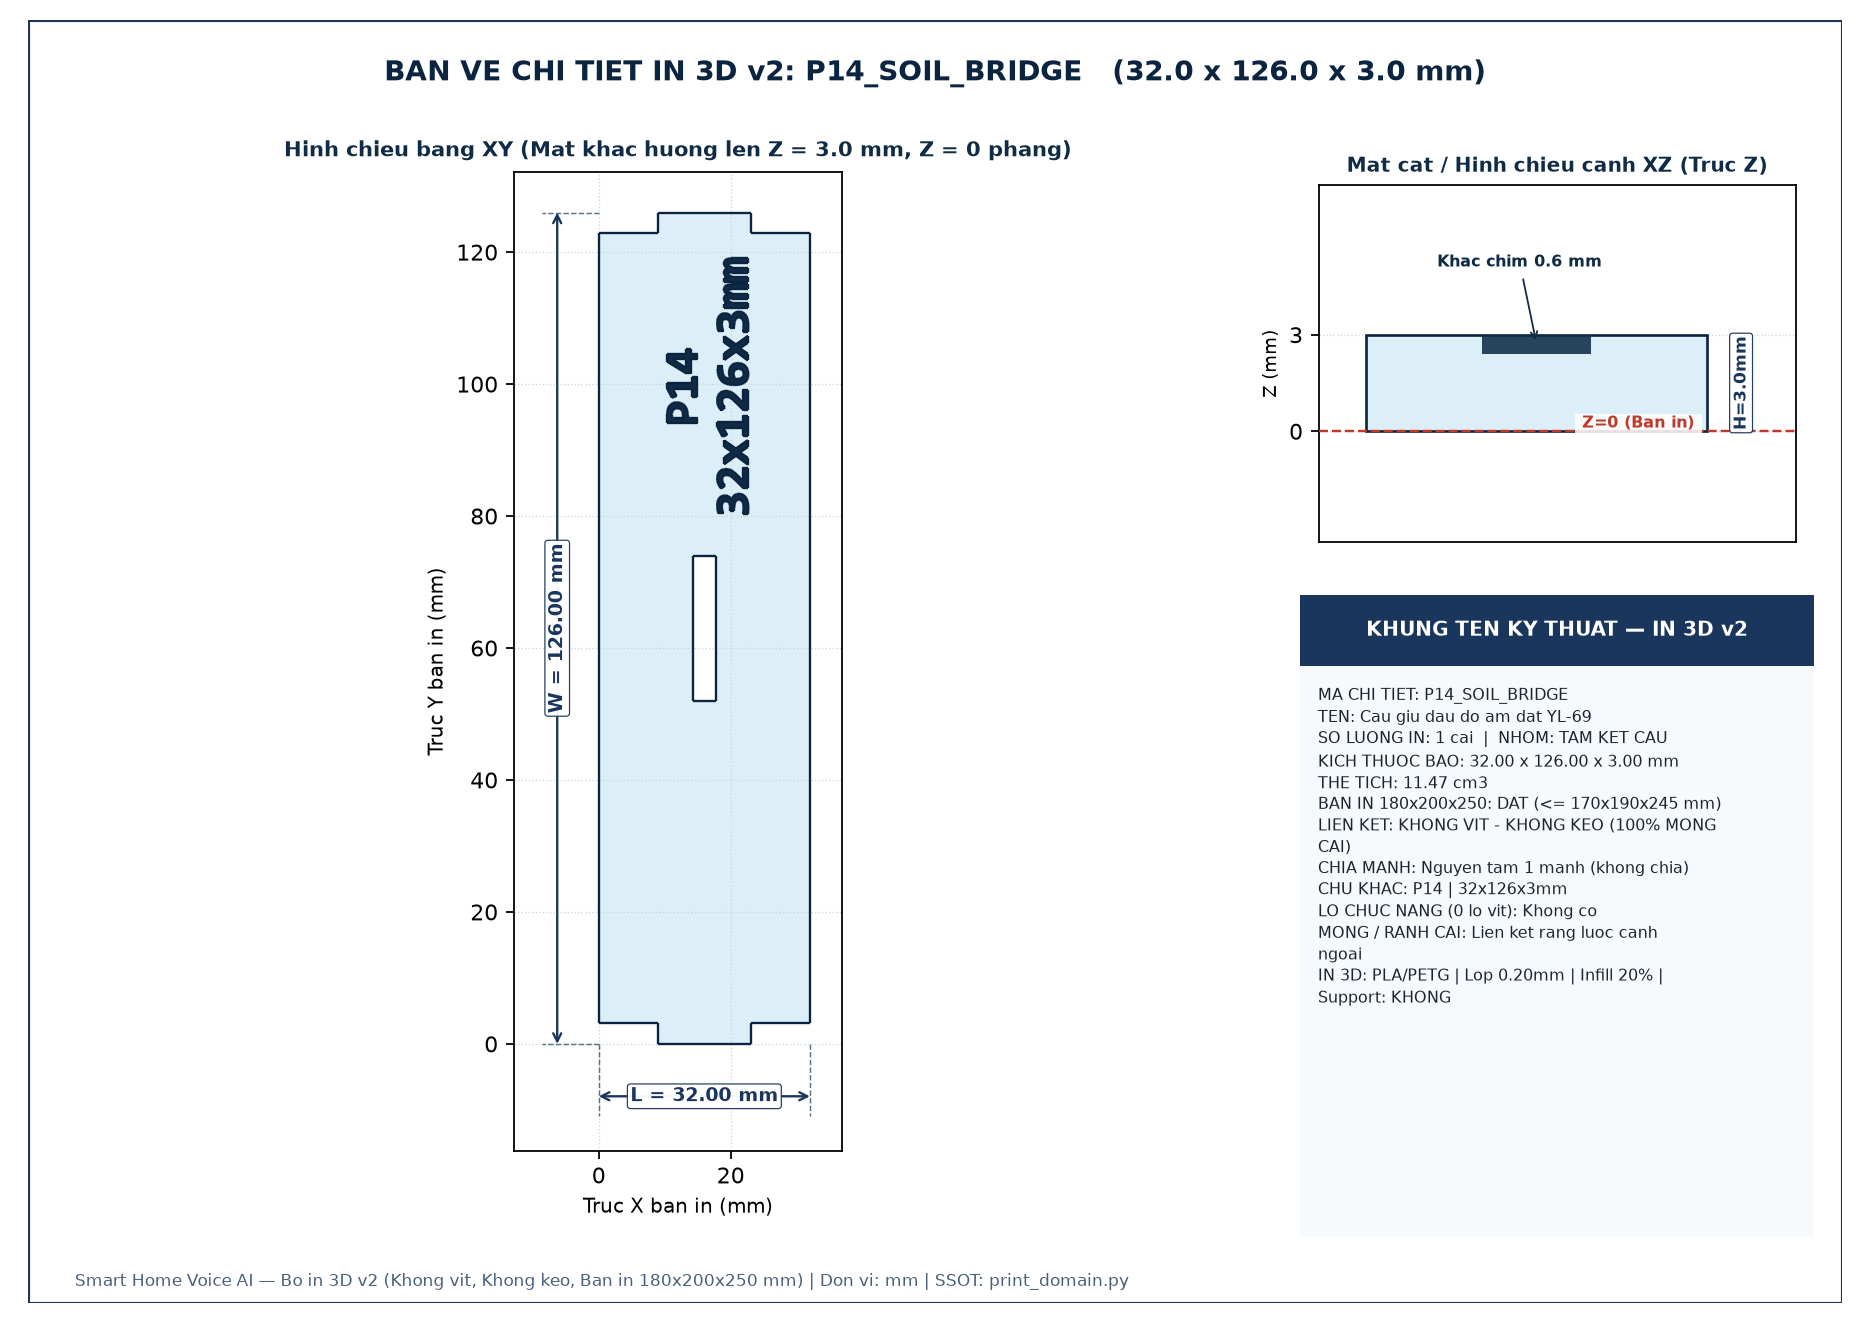 BAN VE CHI TIET IN 3D v2: P14_SOIL_BRIDGE (32.0 x 126.0 x 3.0 mm)
Hinh chieu bang XY (Mat khac huong len Z = 3.0 mm, Z = 0 phang)
120
100
80
60
40
20
0
Truc Y ban in (mm)
W = 126.00 mm
P14
32x126x3mm
L = 32.00 mm
0
20
Truc X ban in (mm)
Mat cat / Hinh chieu canh XZ (Truc Z)
Khac chim 0.6 mm
3
0
Z (mm)
Z=0 (Ban in)
H=3.0mm
KHUNG TEN KY THUAT — IN 3D v2
MA CHI TIET: P14_SOIL_BRIDGE
TEN: Cau giu dau do am dat YL-69
SO LUONG IN: 1 cai | NHOM: TAM KET CAU
KICH THUOC BAO: 32.00 x 126.00 x 3.00 mm
THE TICH: 11.47 cm3
BAN IN 180x200x250: DAT (<= 170x190x245 mm)
LIEN KET: KHONG VIT - KHONG KEO (100% MONG
CAI)
CHIA MANH: Nguyen tam 1 manh (khong chia)
CHU KHAC: P14 | 32x126x3mm
LO CHUC NANG (0 lo vit): Khong co
MONG / RANH CAI: Lien ket rang luoc canh
ngoai
IN 3D: PLA/PETG | Lop 0.20mm | Infill 20% |
Support: KHONG
Smart Home Voice AI — Bo in 3D v2 (Khong vit, Khong keo, Ban in 180x200x250 mm) | Don vi: mm | SSOT: print_domain.py